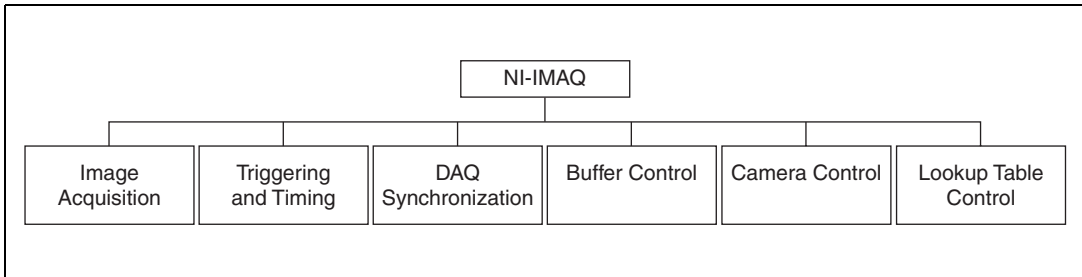 NI-IMAQ
Image
Acquisition
Triggering
and Timing
DAQ
Synchronization
Buffer Control
Camera Control
Lookup Table
Control